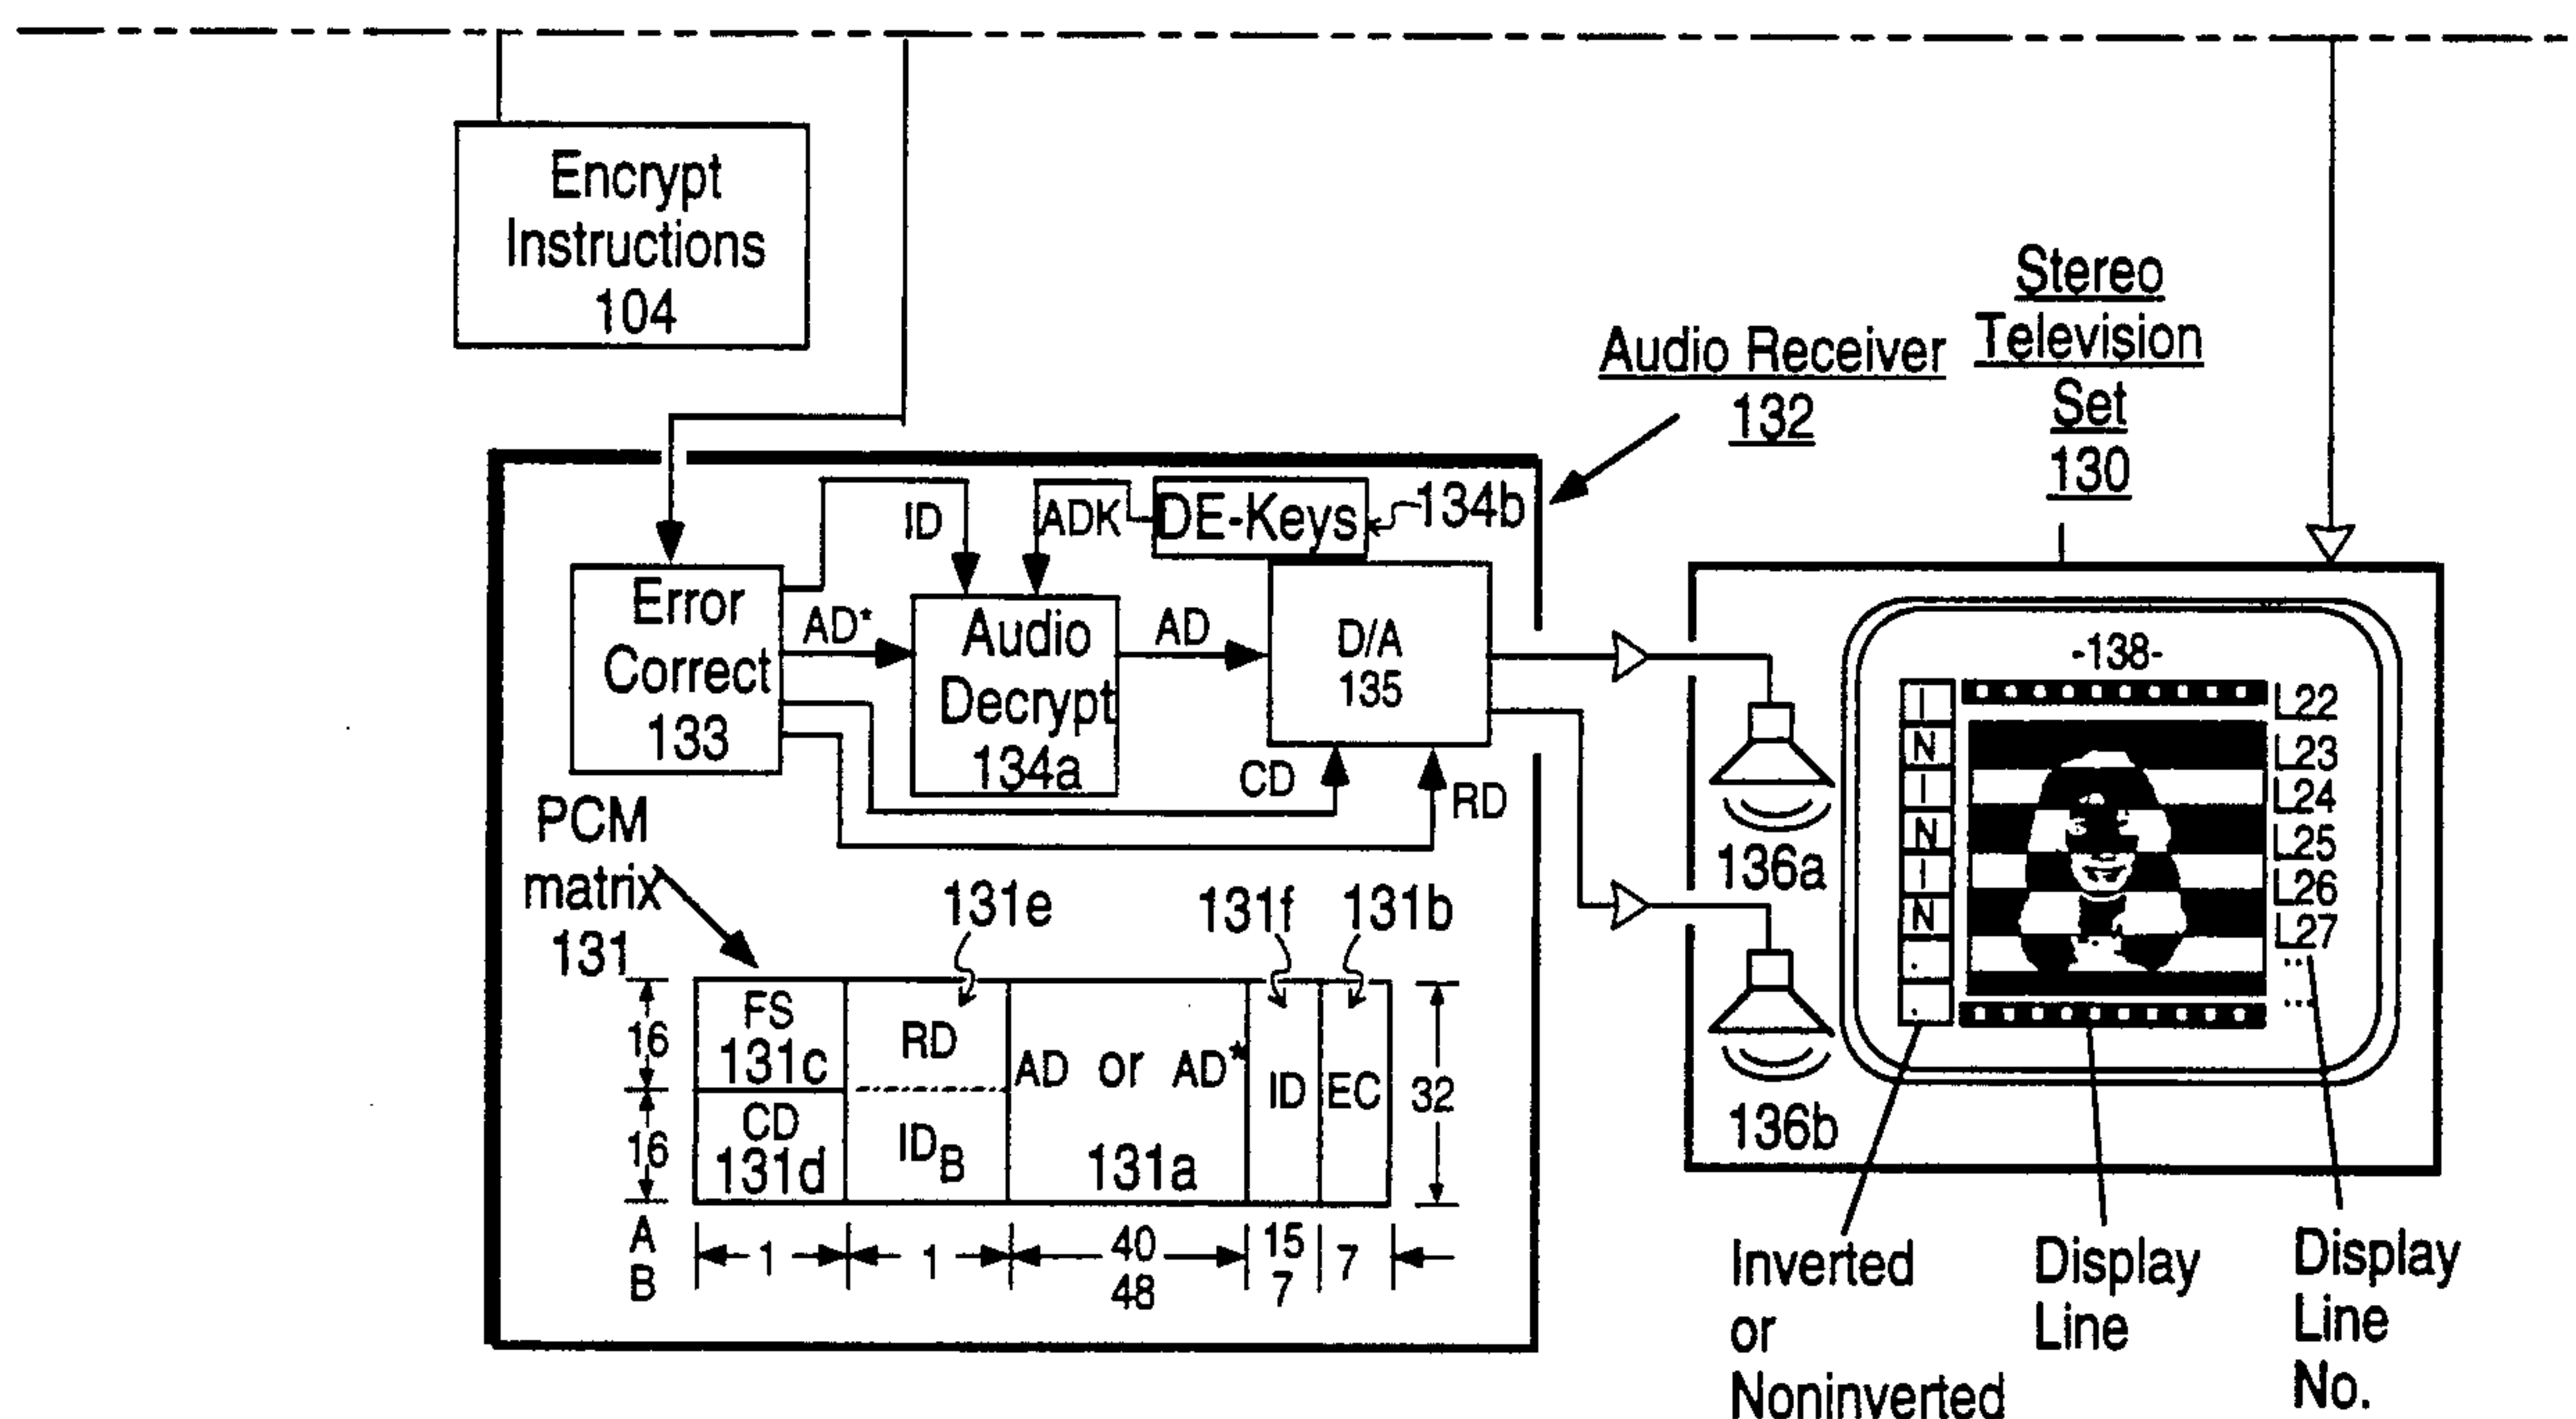 Encrypt
Instructions
104
Stereo
Television
Set
130
Audio Receiver
132
ID
ADK
DE-Keys
134b
Error
Correct
133
AD*
Audio
Decrypt
134a
AD
D/A
135
CD
RD
PCM
matrix
131
131e
131f
131b
16
16
FS
131c
CD
131d
RD
IDB
AD or AD*
131a
ID
EC
32
A
B
1
1
40
48
15
7
7
136a
136b
-138-
I
N
I
N
I
N
.
.
L22
L23
L24
L25
L26
L27
Inverted
or
Noninverted
Display
Line
Display
Line
No.